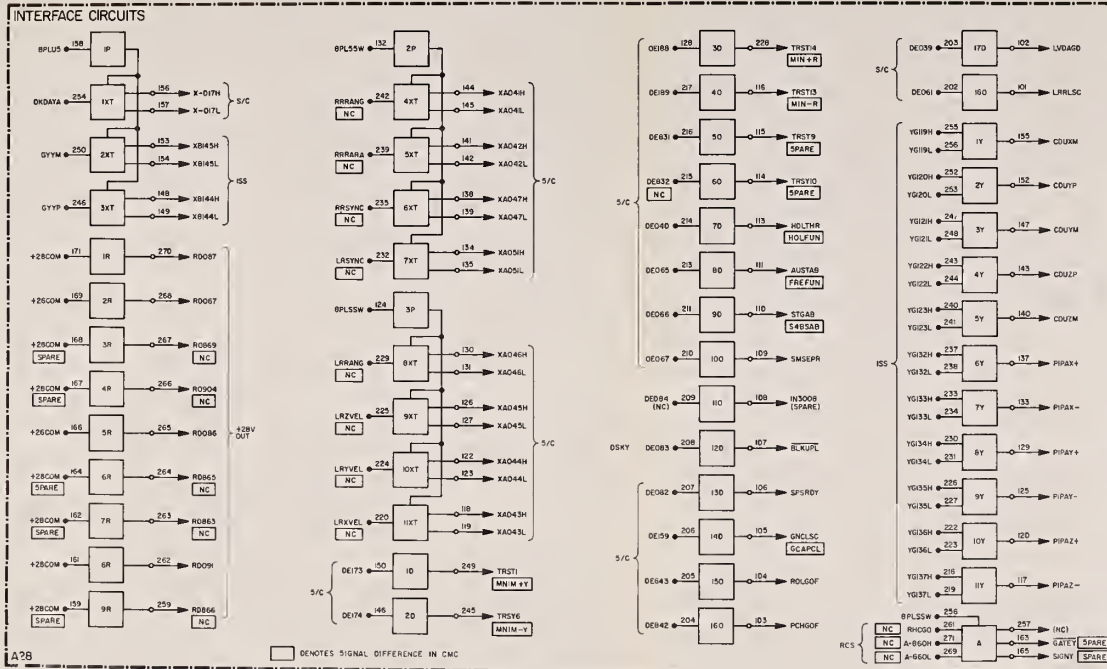 INTERFACE CIRCUITS
BPLUS 158 1P
DKDATA 254 1XT 156 X-D17H
157 X-D17L
S/C
GYYM 250 2XT 153 XB145H
154 XB145L
GYYP 246 3XT 148 XB144H
149 XB144L
ISS
+28COM 171 1R 270 RD087
+28COM 169 2R 268 RD067
+28COM 168 3R 267 RD869
SPARE NC
+28COM 167 4R 266 RD904
SPARE NC
+28COM 166 5R 265 RD086
+28COM 164 6R 264 RD865
SPARE NC
+28COM 162 7R 263 RD863
SPARE NC
+28COM 161 8R 262 RD091
+28COM 159 9R 259 RD866
SPARE NC
+28V OUT
A28
BPLSSW 132 2P
RRRANG 242 4XT 144 XA041H
NC 145 XA041L
RRRARA 239 5XT 141 XA042H
NC 142 XA042L
RRSYNC 235 6XT 138 XA047H
NC 139 XA047L
LRSYNC 232 7XT 134 XA051H
NC 135 XA051L
S/C
BPLSSW 124 3P
LRRANG 229 8XT 130 XA046H
NC 131 XA046L
LRZVEL 225 9XT 126 XA045H
NC 127 XA045L
LRYVEL 224 10XT 122 XA044H
NC 123 XA044L
LRXVEL 220 11XT 118 XA043H
NC 119 XA043L
S/C
DE173 150 1D 249 TRST1
MNIM+Y
DE174 146 2D 245 TRSY6
MNIM-Y
S/C
DENOTES SIGNAL DIFFERENCE IN CMC
DE188 128 3D 228 TRST14
MIN+R
DE189 217 4D 116 TRST13
MIN-R
DE831 216 5D 115 TRST9
SPARE
DE832 215 6D 114 TRSY10
NC SPARE
DE040 214 7D 113 HOLTHR
HOLFUN
DE065 213 8D 111 AUSTAB
FREFUN
DE066 211 9D 110 STGAB
S4BSAB
DE067 210 10D 109 SMSEPR
S/C
DE084 209 11D 108 IN3008
(NC) (SPARE)
DSKY DE083 208 12D 107 BLKUPL
DE082 207 13D 106 SPSRDY
DE159 206 14D 105 GNCLSC
GCAPCL
DE643 205 15D 104 ROLGOF
DE842 204 16D 103 PCHGOF
S/C
DE039 203 17D 102 LVDAGD
DE061 202 18D 101 LRRLSC
S/C
YG119H 255 1Y 155 CDUXM
YG119L 256
YG120H 252 2Y 152 CDUYP
YG120L 253
YG121H 247 3Y 147 CDUYM
YG121L 248
YG122H 243 4Y 143 CDUZP
YG122L 244
YG123H 240 5Y 140 CDUZM
YG123L 241
YG132H 237 6Y 137 PIPAX+
YG132L 238
YG133H 233 7Y 133 PIPAX-
YG133L 234
YG134H 230 8Y 129 PIPAY+
YG134L 231
YG135H 226 9Y 125 PIPAY-
YG135L 227
YG136H 222 10Y 120 PIPAZ+
YG136L 223
YG137H 216 11Y 117 PIPAZ-
YG137L 219
ISS
BPLSSW 256
NC RHCGO 261 A 257 (NC)
NC A-860H 271 163 GATEY SPARE
NC A-660L 269 165 SIGNY SPARE
RCS